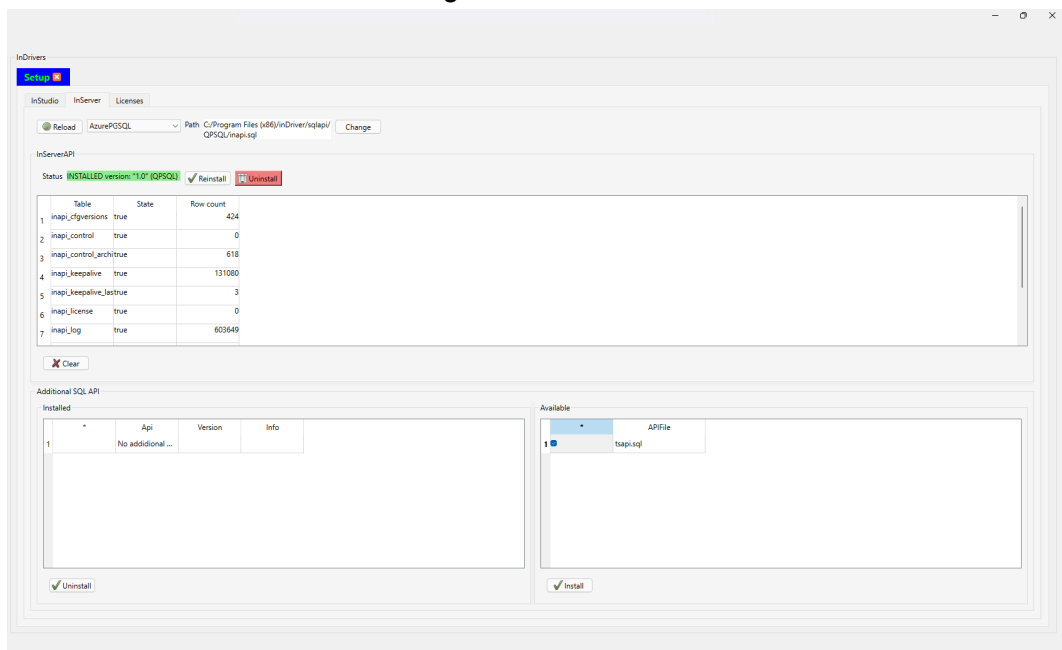 InDrivers
Setup
InStudio InServer Licenses
Reload AzurePGSQL Path C:/Program Files (x86)/inDriver/sqlapi/ Change
QPSQL/inapi.sql
InServerAPI
Status INSTALLED version: "1.0" (QPSQL) Reinstall Uninstall
Table State Row count
1 inapi_cfgversions true 424
2 inapi_control true 0
3 inapi_control_archi true 618
4 inapi_keepalive true 131080
5 inapi_keepalive_las true 3
6 inapi_license true 0
7 inapi_log true 603649
Clear
Additional SQL API
Installed
* Api Version Info
1 No addidional ...
Uninstall
Available
* APIFile
1 tsapi.sql
Install